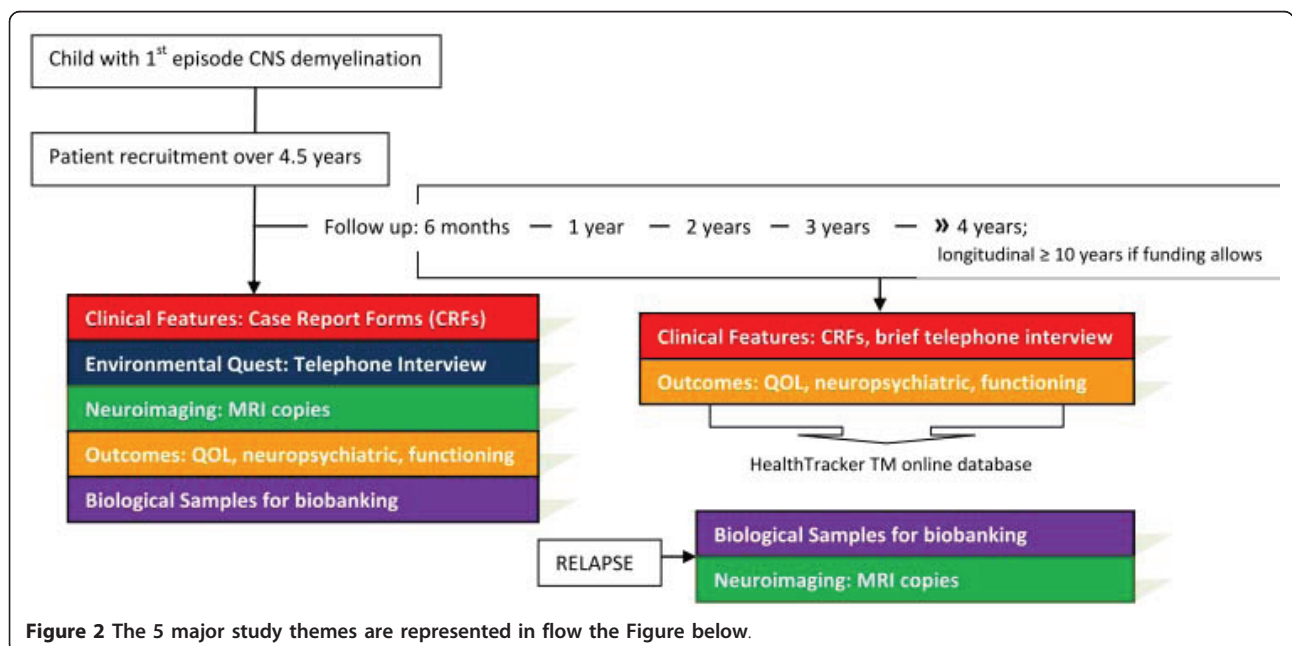 Child with 1st episode CNS demyelination
Patient recruitment over 4.5 years
Follow up: 6 months — 1 year — 2 years — 3 years — » 4 years;
longitudinal ≥ 10 years if funding allows
Clinical Features: Case Report Forms (CRFs)
Environmental Quest: Telephone Interview
Neuroimaging: MRI copies
Outcomes: QOL, neuropsychiatric, functioning
Biological Samples for biobanking
Clinical Features: CRFs, brief telephone interview
Outcomes: QOL, neuropsychiatric, functioning
HealthTracker TM online database
RELAPSE
Biological Samples for biobanking
Neuroimaging: MRI copies
Figure 2 The 5 major study themes are represented in flow the Figure below.